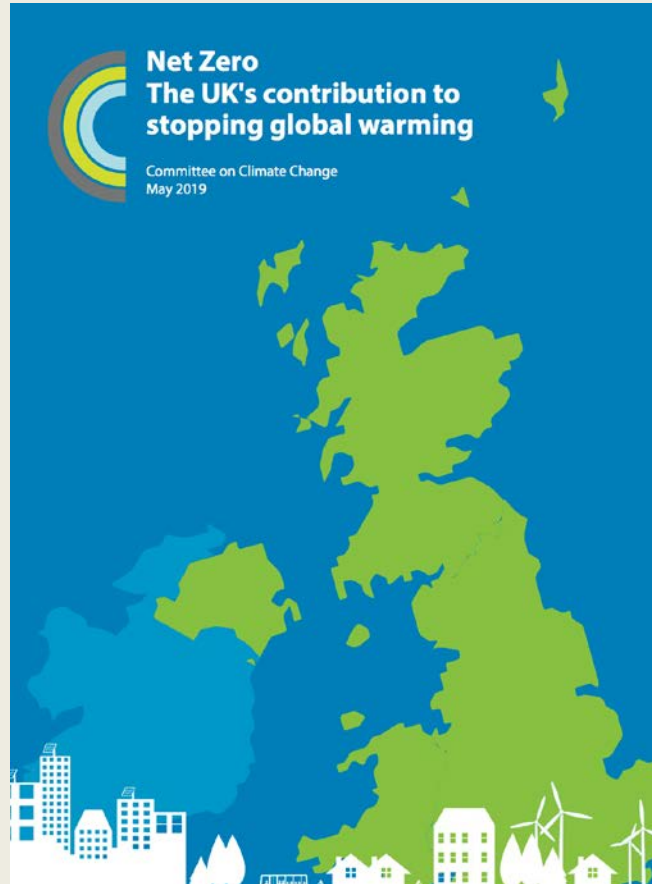 Net Zero
The UK's contribution to
stopping global warming
Committee on Climate Change
May 2019